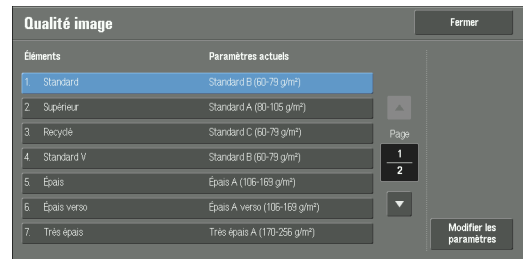 Qualité image
Fermer
Éléments Paramètres actuels
1. Standard Standard B (60-79 g/m²)
2. Supérieur Standard A (80-105 g/m²)
3. Recyclé Standard C (60-79 g/m²)
4. Standard V Standard B (60-79 g/m²)
5. Épais Épais A (106-169 g/m²)
6. Épais verso Épais A verso (106-169 g/m²)
7. Très épais Très épais A (170-256 g/m²)
Page
1
2
Modifier les
paramètres